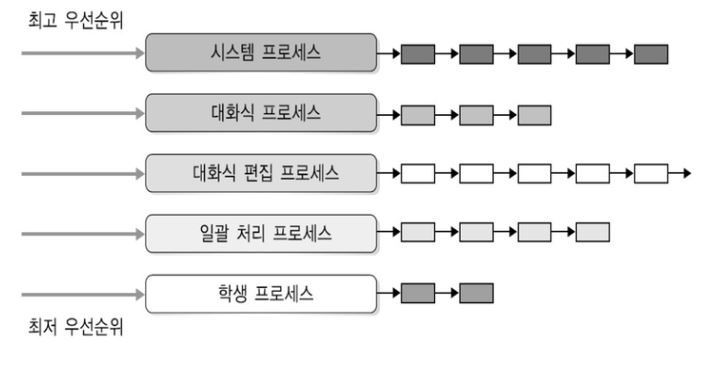 최고 우선순위
시스템 프로세스
대화식 프로세스
대화식 편집 프로세스
일괄 처리 프로세스
학생 프로세스
최저 우선순위